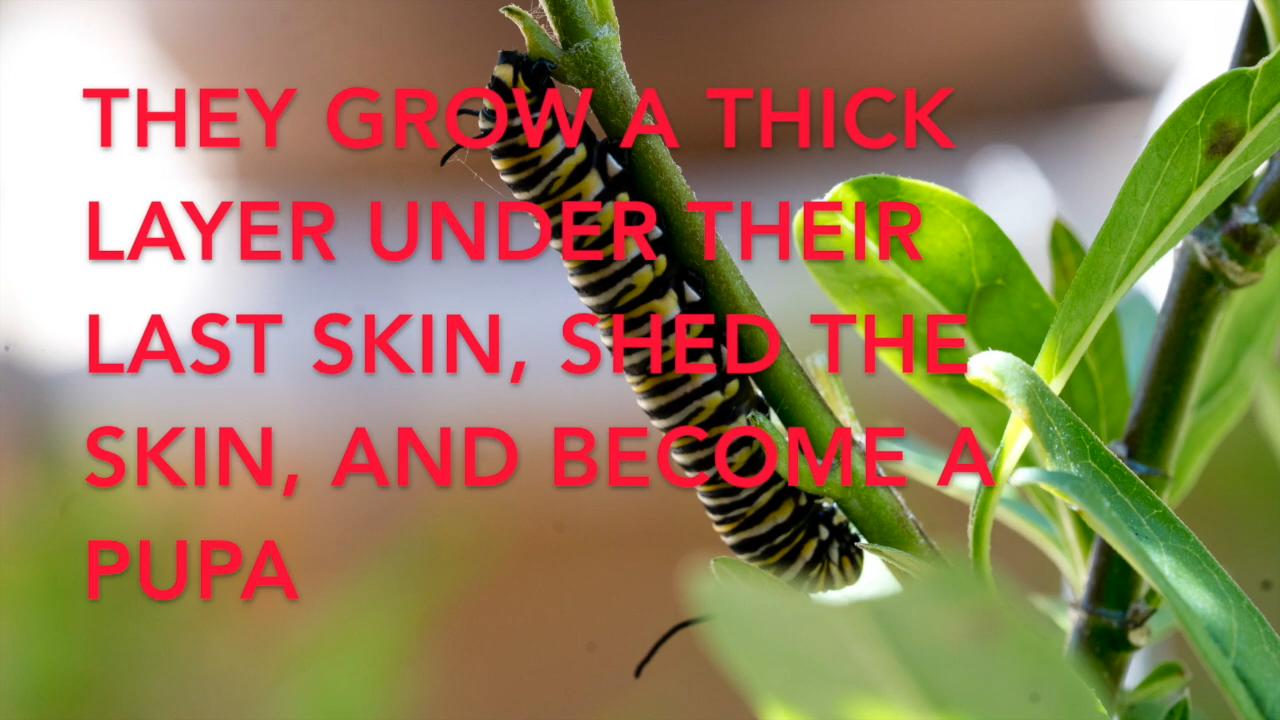 THEY GROW A THICK
LAYER UNDER THEIR
LAST SKIN, SHED THE
SKIN, AND BECOME A
PUPA